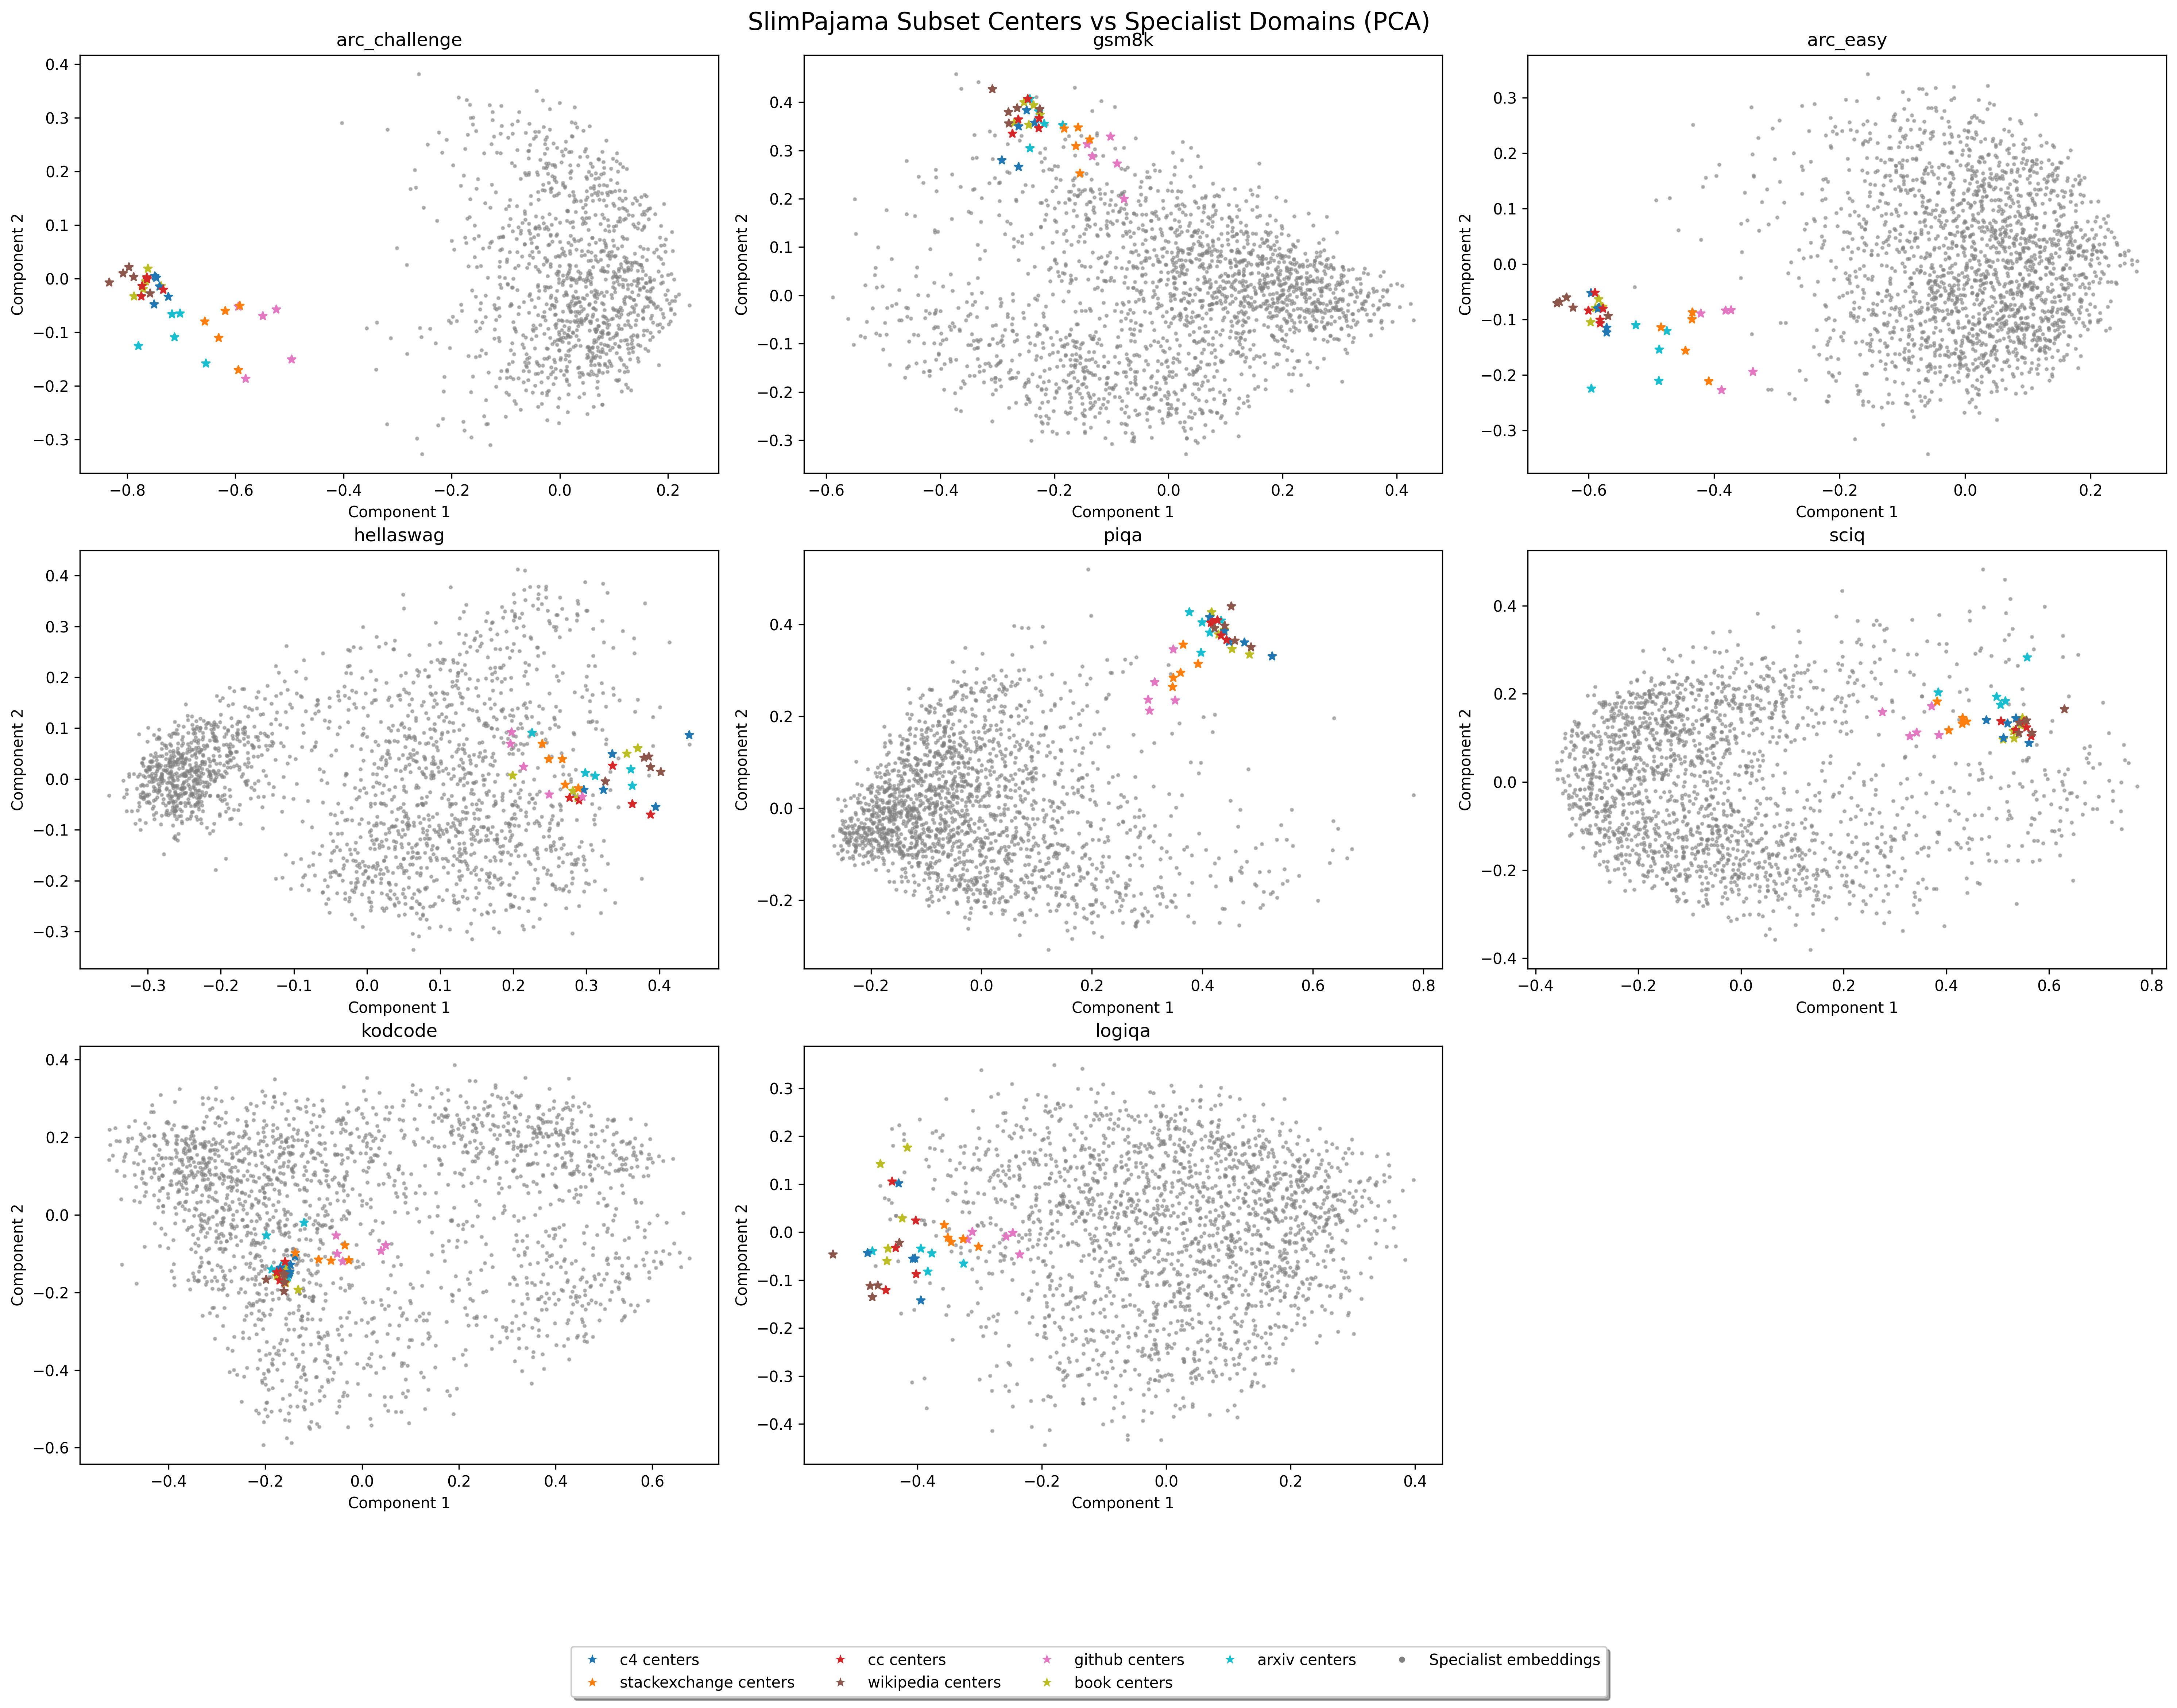 SlimPajama Subset Centers vs Specialist Domains (PCA)
arc_challenge
0.4
0.3
0.2
0.1
0.0
−0.1
−0.2
−0.3
Component 2
−0.8 −0.6 −0.4 −0.2 0.0 0.2
Component 1
gsm8k
0.4
0.3
0.2
0.1
0.0
−0.1
−0.2
−0.3
Component 2
−0.6 −0.4 −0.2 0.0 0.2 0.4
Component 1
arc_easy
0.3
0.2
0.1
0.0
−0.1
−0.2
−0.3
Component 2
−0.6 −0.4 −0.2 0.0 0.2
Component 1
hellaswag
0.4
0.3
0.2
0.1
0.0
−0.1
−0.2
−0.3
Component 2
−0.3 −0.2 −0.1 0.0 0.1 0.2 0.3 0.4
Component 1
piqa
0.4
0.2
0.0
−0.2
Component 2
−0.2 0.0 0.2 0.4 0.6 0.8
Component 1
sciq
0.4
0.2
0.0
−0.2
−0.4
Component 2
−0.4 −0.2 0.0 0.2 0.4 0.6 0.8
Component 1
kodcode
0.4
0.2
0.0
−0.2
−0.4
−0.6
Component 2
−0.4 −0.2 0.0 0.2 0.4 0.6
Component 1
logiqa
0.3
0.2
0.1
0.0
−0.1
−0.2
−0.3
−0.4
Component 2
−0.4 −0.2 0.0 0.2 0.4
Component 1
c4 centers cc centers github centers arxiv centers Specialist embeddings
stackexchange centers wikipedia centers book centers